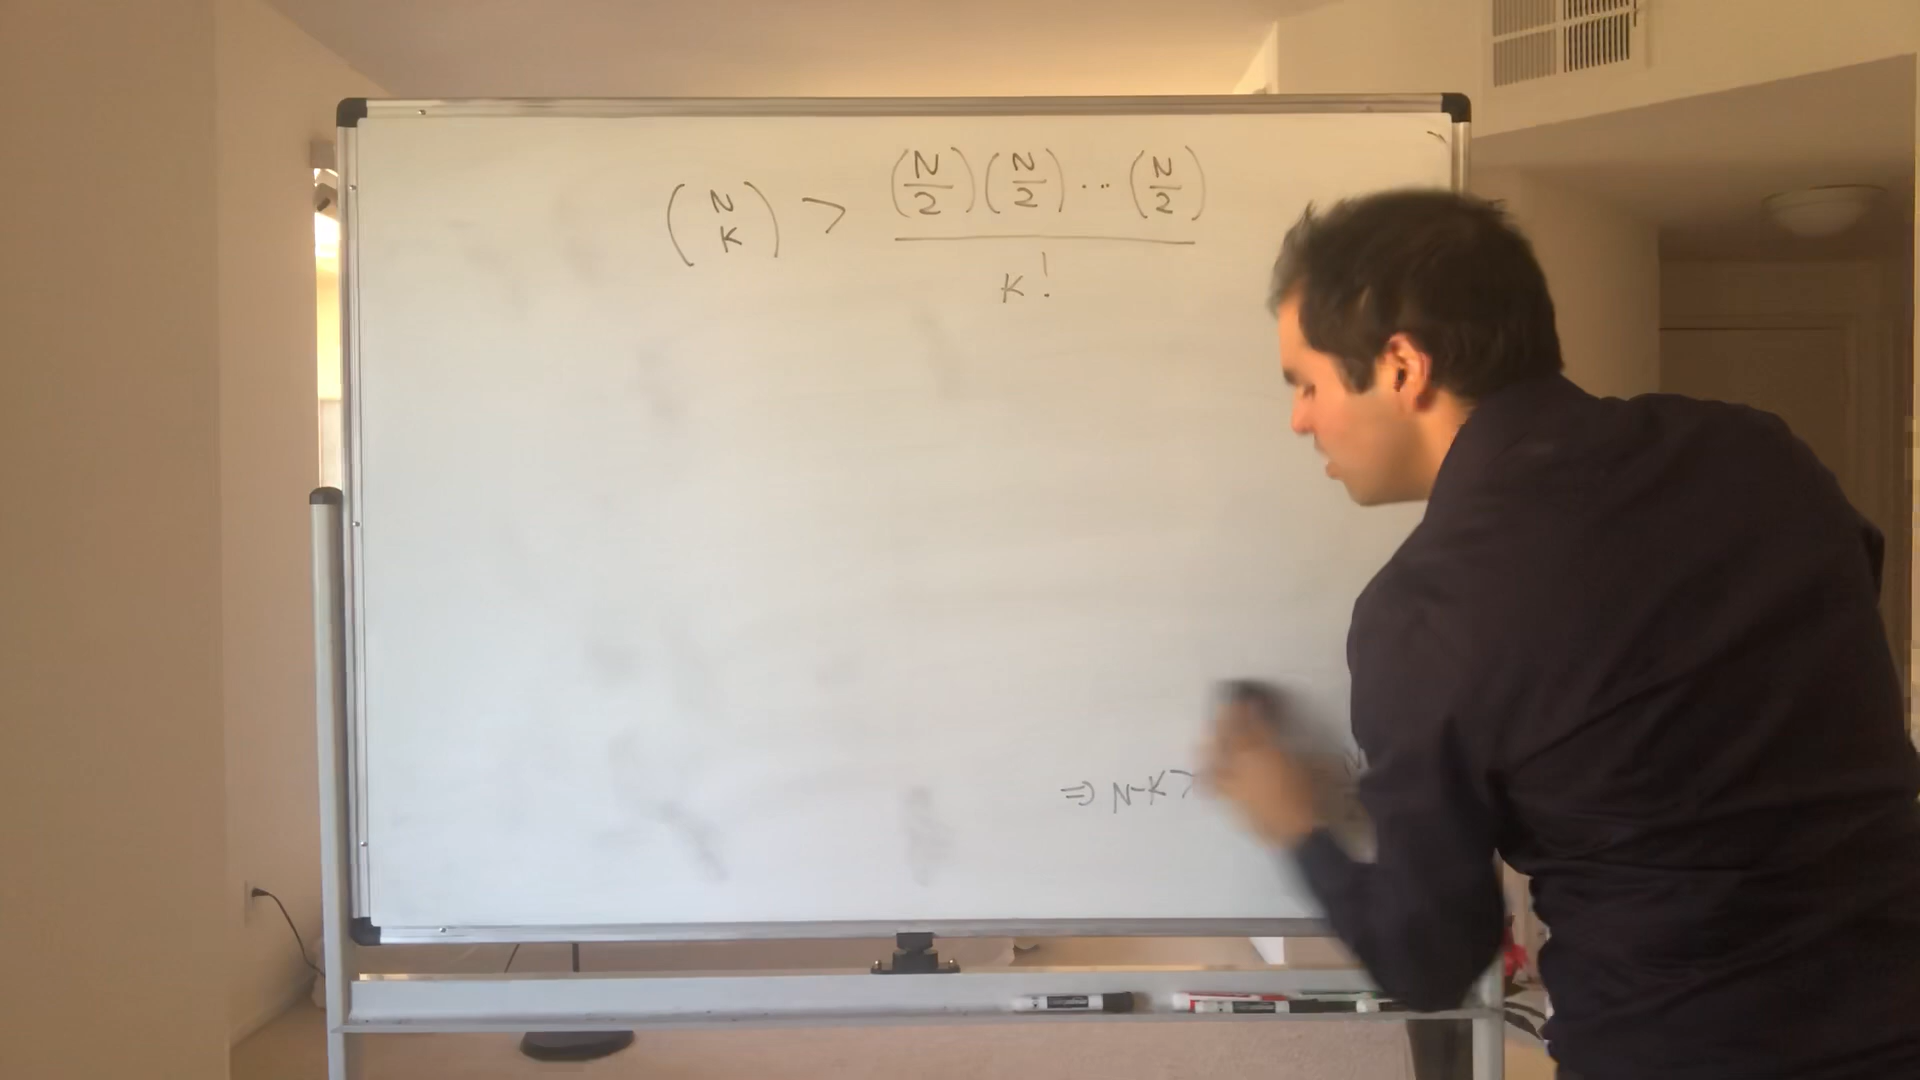 (N K) > (N/2)(N/2)...(N/2) / K!
⇒ N-K >